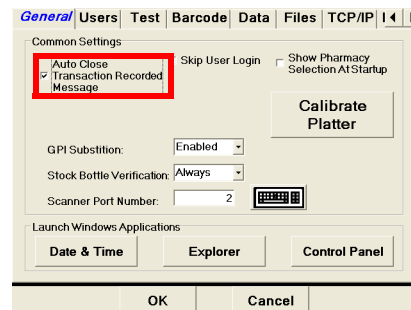 General Users Test Barcode Data Files TCP/IP
Common Settings
Auto Close
Transaction Recorded
Message
Skip User Login
Show Pharmacy
Selection At Startup
Calibrate
Platter
GPI Substition: Enabled
Stock Bottle Verification: Always
Scanner Port Number: 2
Launch Windows Applications
Date & Time Explorer Control Panel
OK Cancel